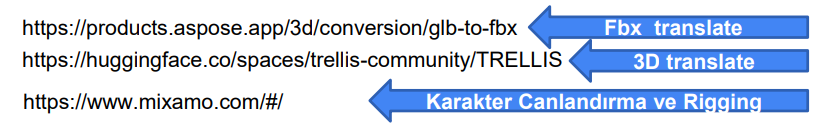 https://products.aspose.app/3d/conversion/glb-to-fbx Fbx translate
https://huggingface.co/spaces/trellis-community/TRELLIS 3D translate
https://www.mixamo.com/#/ Karakter Canlandırma ve Rigging